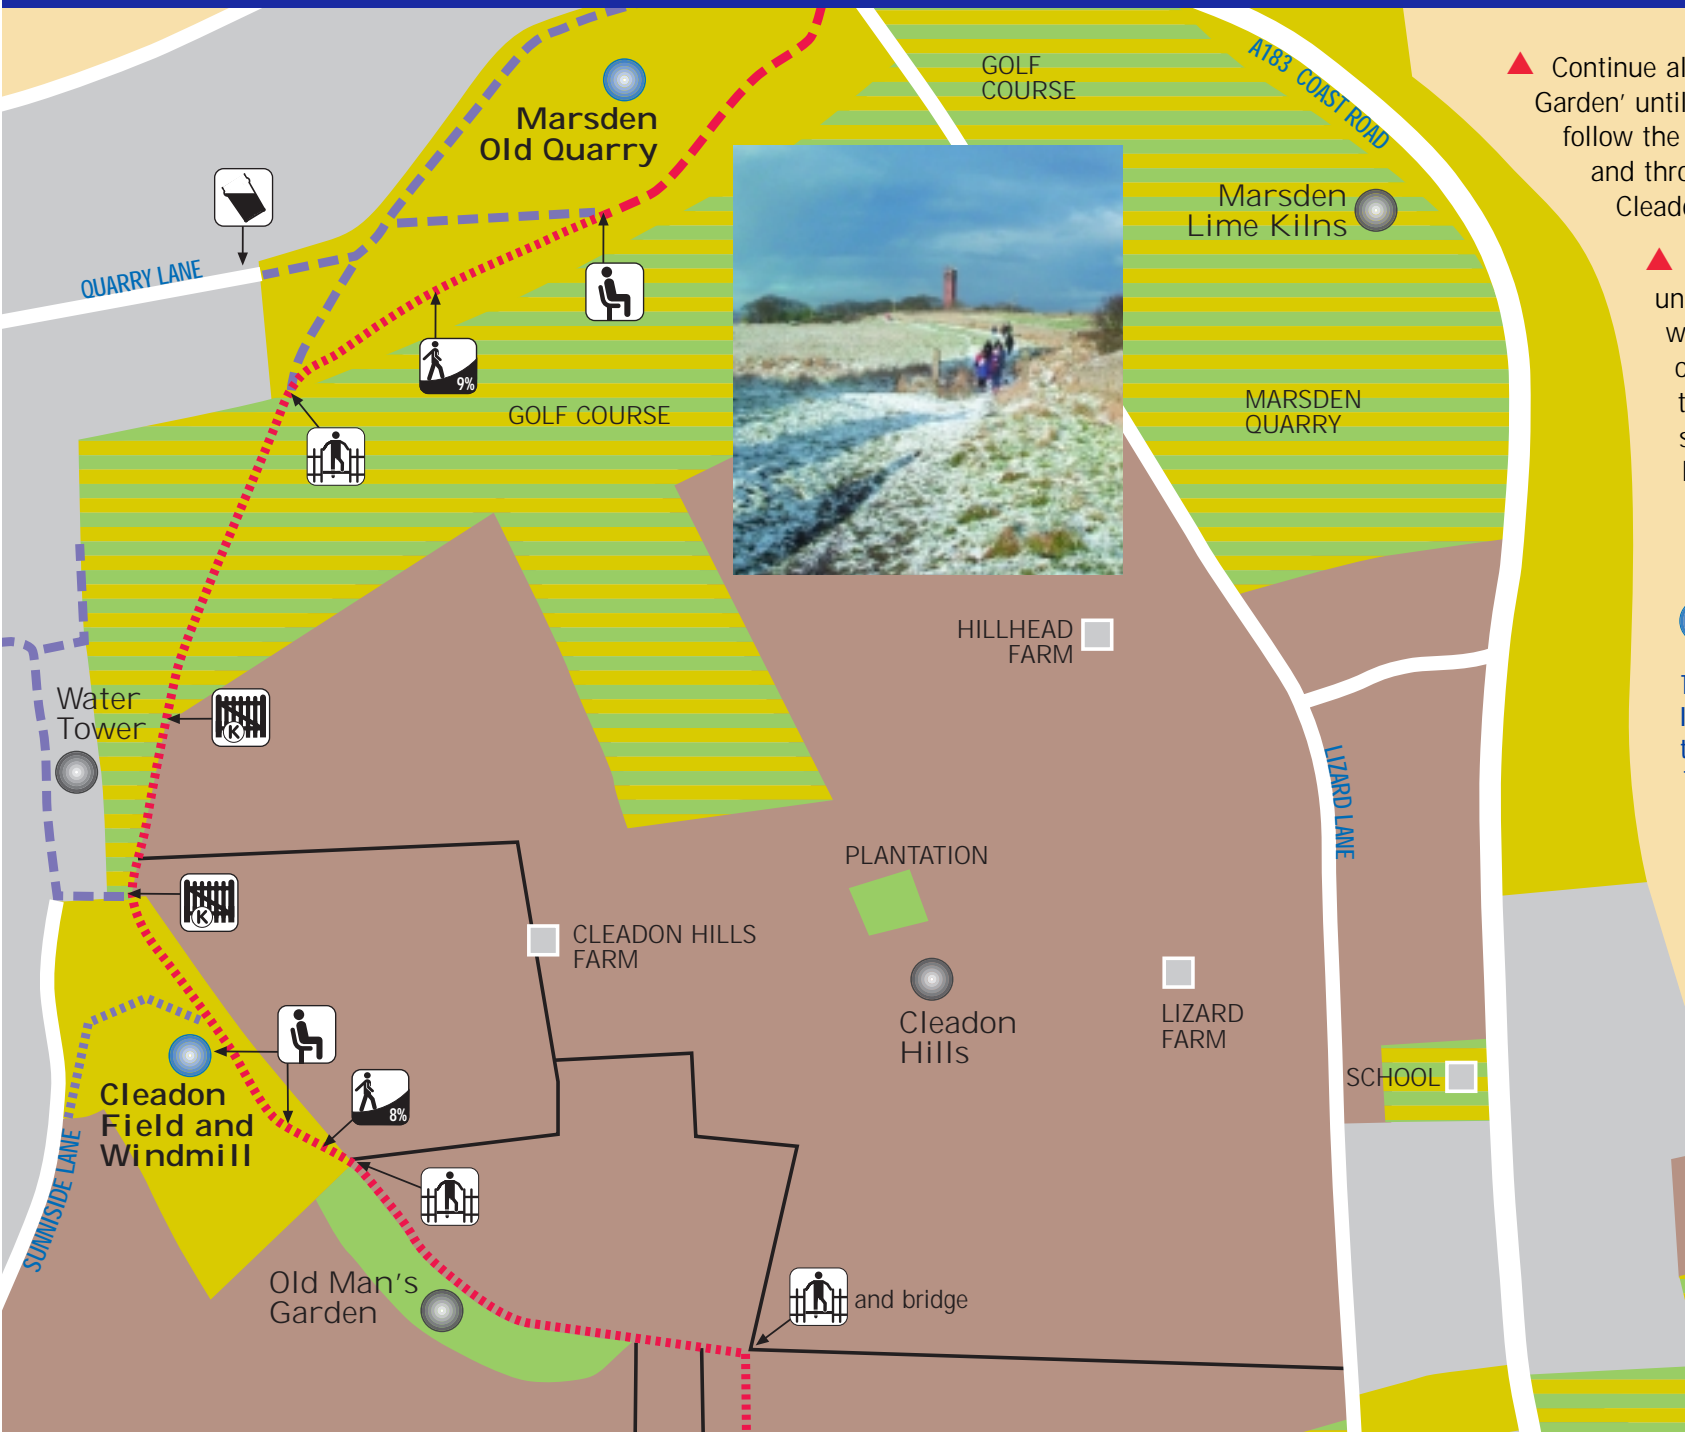 GOLF
COURSE
A183 COAST ROAD
Marsden
Old Quarry
Marsden
Lime Kilns
QUARRY LANE
9%
GOLF COURSE
MARSDEN
QUARRY
HILLHEAD
FARM
Water
Tower
K
LIZARD LANE
PLANTATION
K
CLEADON HILLS
FARM
Cleadon
Hills
LIZARD
FARM
SCHOOL
Cleadon
Field and
Windmill
8%
SUNNISIDE LANE
Old Man's
Garden
and bridge
Continue al
Garden' until
follow the
and thro
Clead
un
w